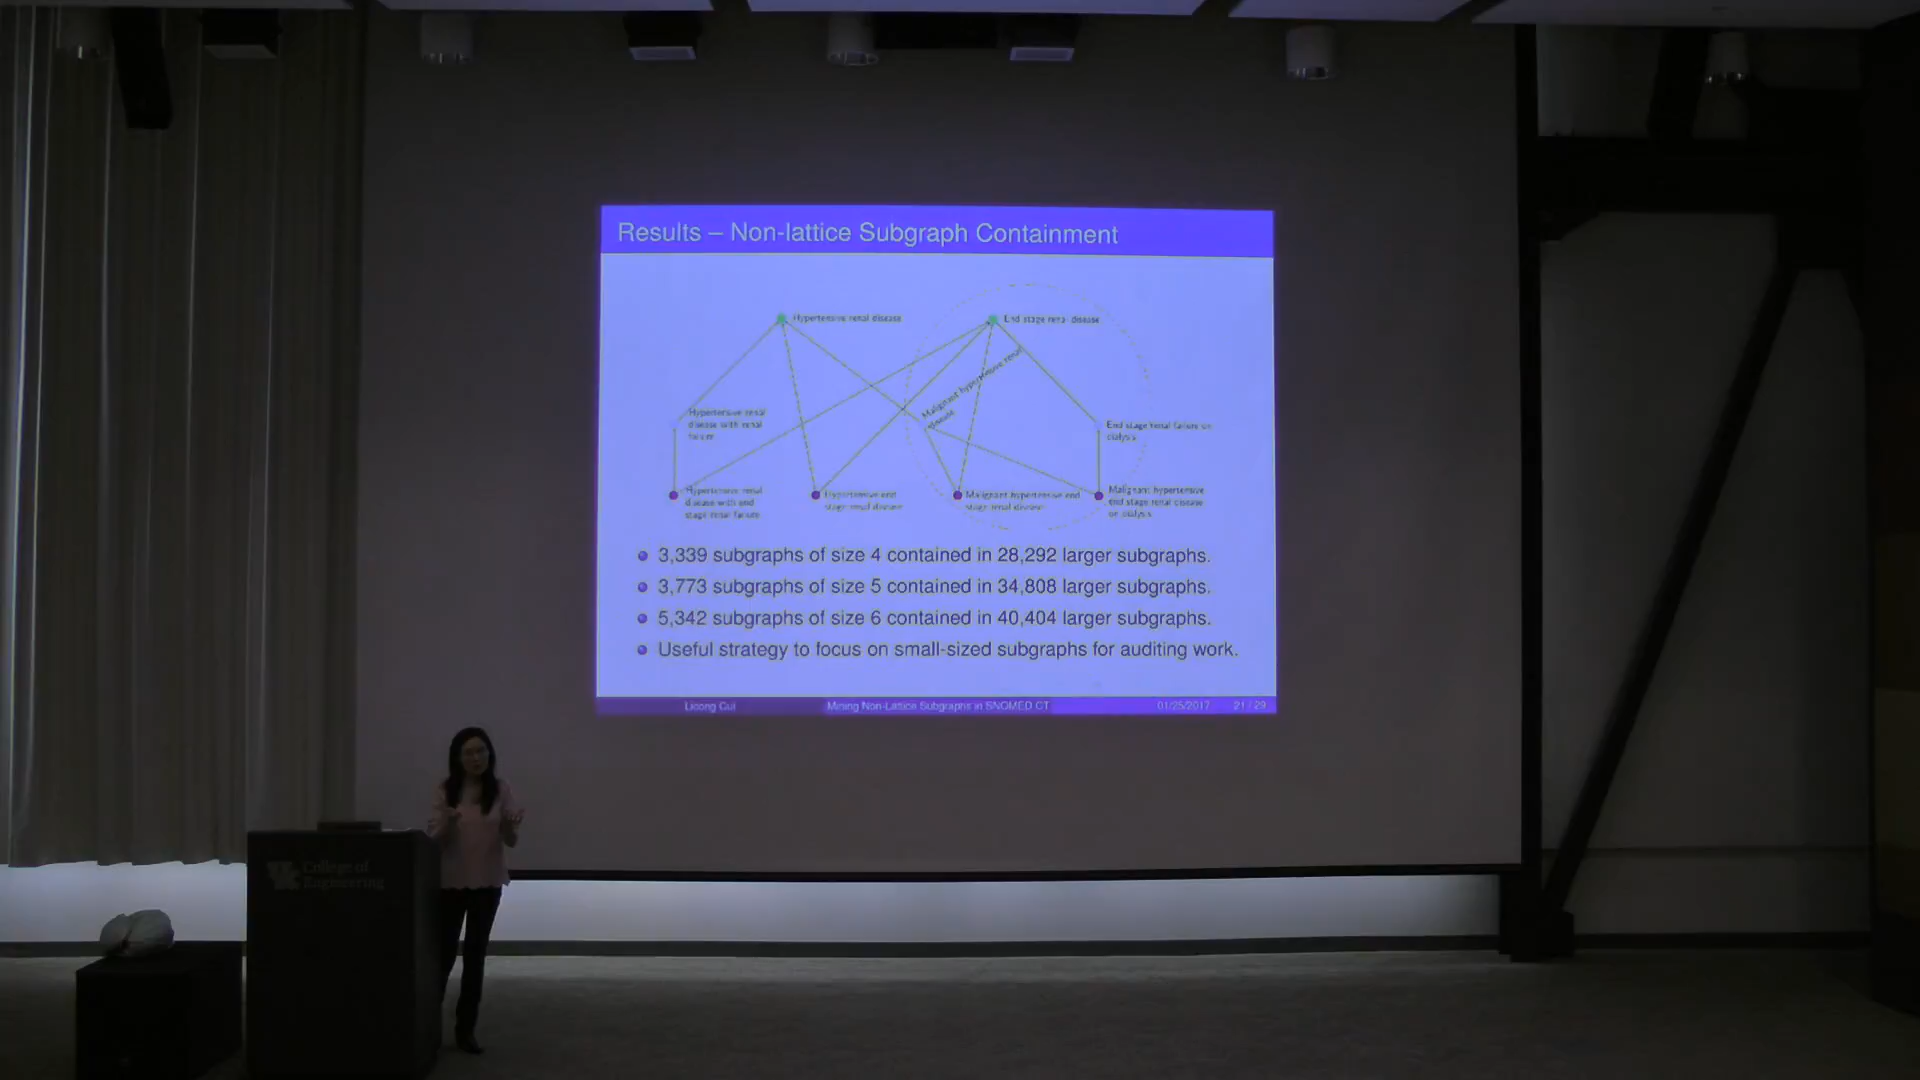 Results – Non-lattice Subgraph Containment
Hypertensive renal disease
End stage renal disease
Malignant hypertensive renal
disease
Hypertensive renal
disease with renal
failure
End stage renal failure on
dialysis
Hypertensive renal
disease with end
stage renal failure
Hypertensive end
stage renal disease
Malignant hypertensive end
stage renal disease
Malignant hypertensive
end stage renal disease
on dialysis
3,339 subgraphs of size 4 contained in 28,292 larger subgraphs.
3,773 subgraphs of size 5 contained in 34,808 larger subgraphs.
5,342 subgraphs of size 6 contained in 40,404 larger subgraphs.
Useful strategy to focus on small-sized subgraphs for auditing work.
Licong Cui
Mining Non-Lattice Subgraphs in SNOMED CT
01/25/2017
21 / 29
UK College of
Engineering